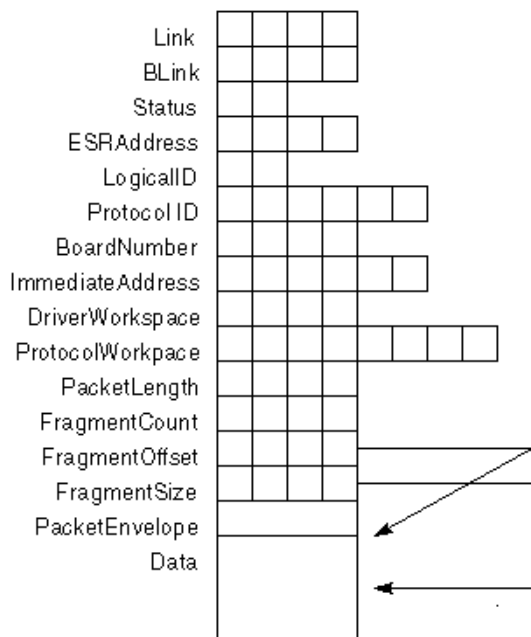 Link
BLink
Status
ESRAddress
LogicalID
Protocol ID
BoardNumber
ImmediateAddress
DriverWorkspace
ProtocolWorkpace
PacketLength
FragmentCount
FragmentOffset
FragmentSize
PacketEnvelope
Data